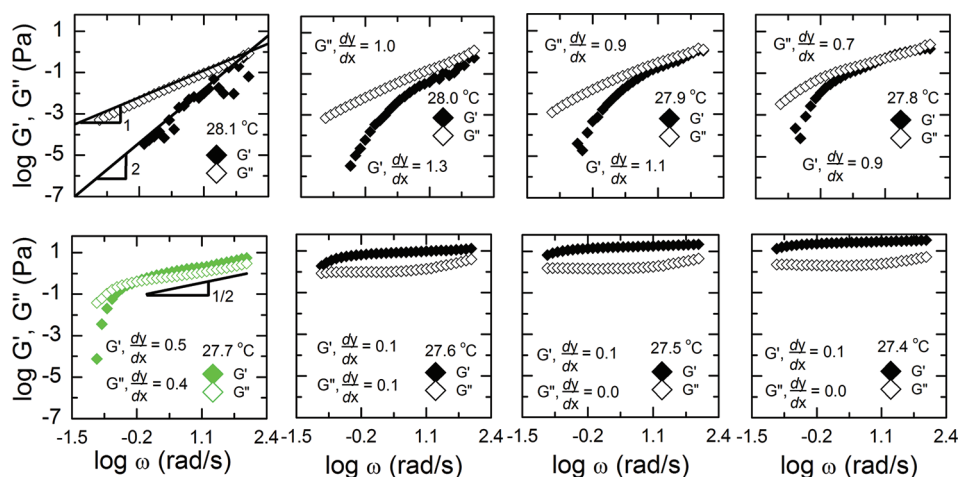 log G', G'' (Pa)
1
-1
-3
-5
-7
1
2
28.1 °C
G'
G''
G'', dy/dx = 1.0
28.0 °C
G'
G''
G', dy/dx = 1.3
G'', dy/dx = 0.9
27.9 °C
G'
G''
G', dy/dx = 1.1
G'', dy/dx = 0.7
27.8 °C
G'
G''
G', dy/dx = 0.9
log G', G'' (Pa)
1
-1
-3
-5
-7
1/2
G', dy/dx = 0.5
27.7 °C
G'
G'', dy/dx = 0.4
G''
-1.5 -0.2 1.1 2.4
log ω (rad/s)
27.6 °C
G', dy/dx = 0.1
G'
G'', dy/dx = 0.1
G''
-1.5 -0.2 1.1 2.4
log ω (rad/s)
27.5 °C
G', dy/dx = 0.1
G'
G'', dy/dx = 0.0
G''
-1.5 -0.2 1.1 2.4
log ω (rad/s)
27.4 °C
G', dy/dx = 0.1
G'
G'', dy/dx = 0.0
G''
-1.5 -0.2 1.1 2.4
log ω (rad/s)